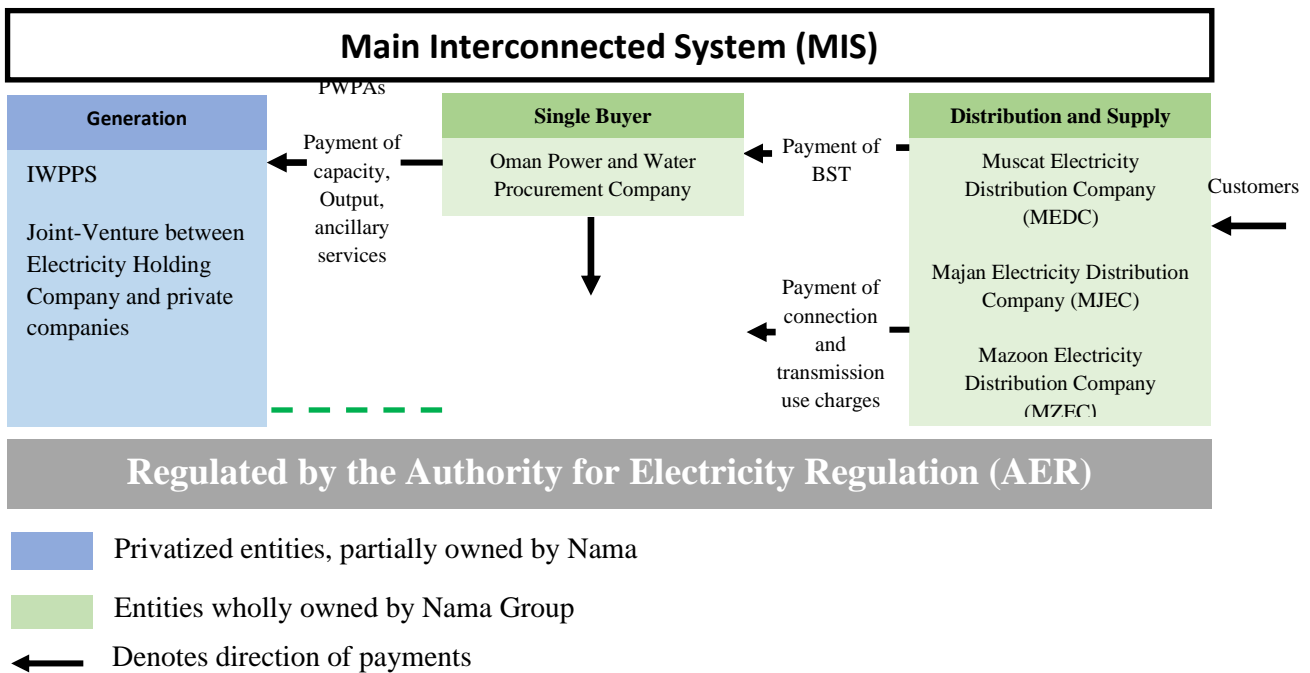 Main Interconnected System (MIS)
PWPAs
Generation
IWPPS
Joint-Venture between
Electricity Holding
Company and private
companies
Payment of
capacity,
Output,
ancillary
services
Single Buyer
Oman Power and Water
Procurement Company
Payment of
BST
Payment of
connection
and
transmission
use charges
Distribution and Supply
Muscat Electricity
Distribution Company
(MEDC)
Majan Electricity Distribution
Company (MJEC)
Mazoon Electricity
Distribution Company
(MZEC)
Customers
Regulated by the Authority for Electricity Regulation (AER)
Privatized entities, partially owned by Nama
Entities wholly owned by Nama Group
Denotes direction of payments